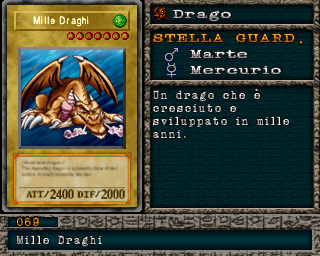 Mille Draghi
Drago
STELLA GUARD.
Marte
Mercurio
Un drago che è
cresciuto e
sviluppato in mille
anni.
ATT/2400 DIF/2000
069
Mille Draghi